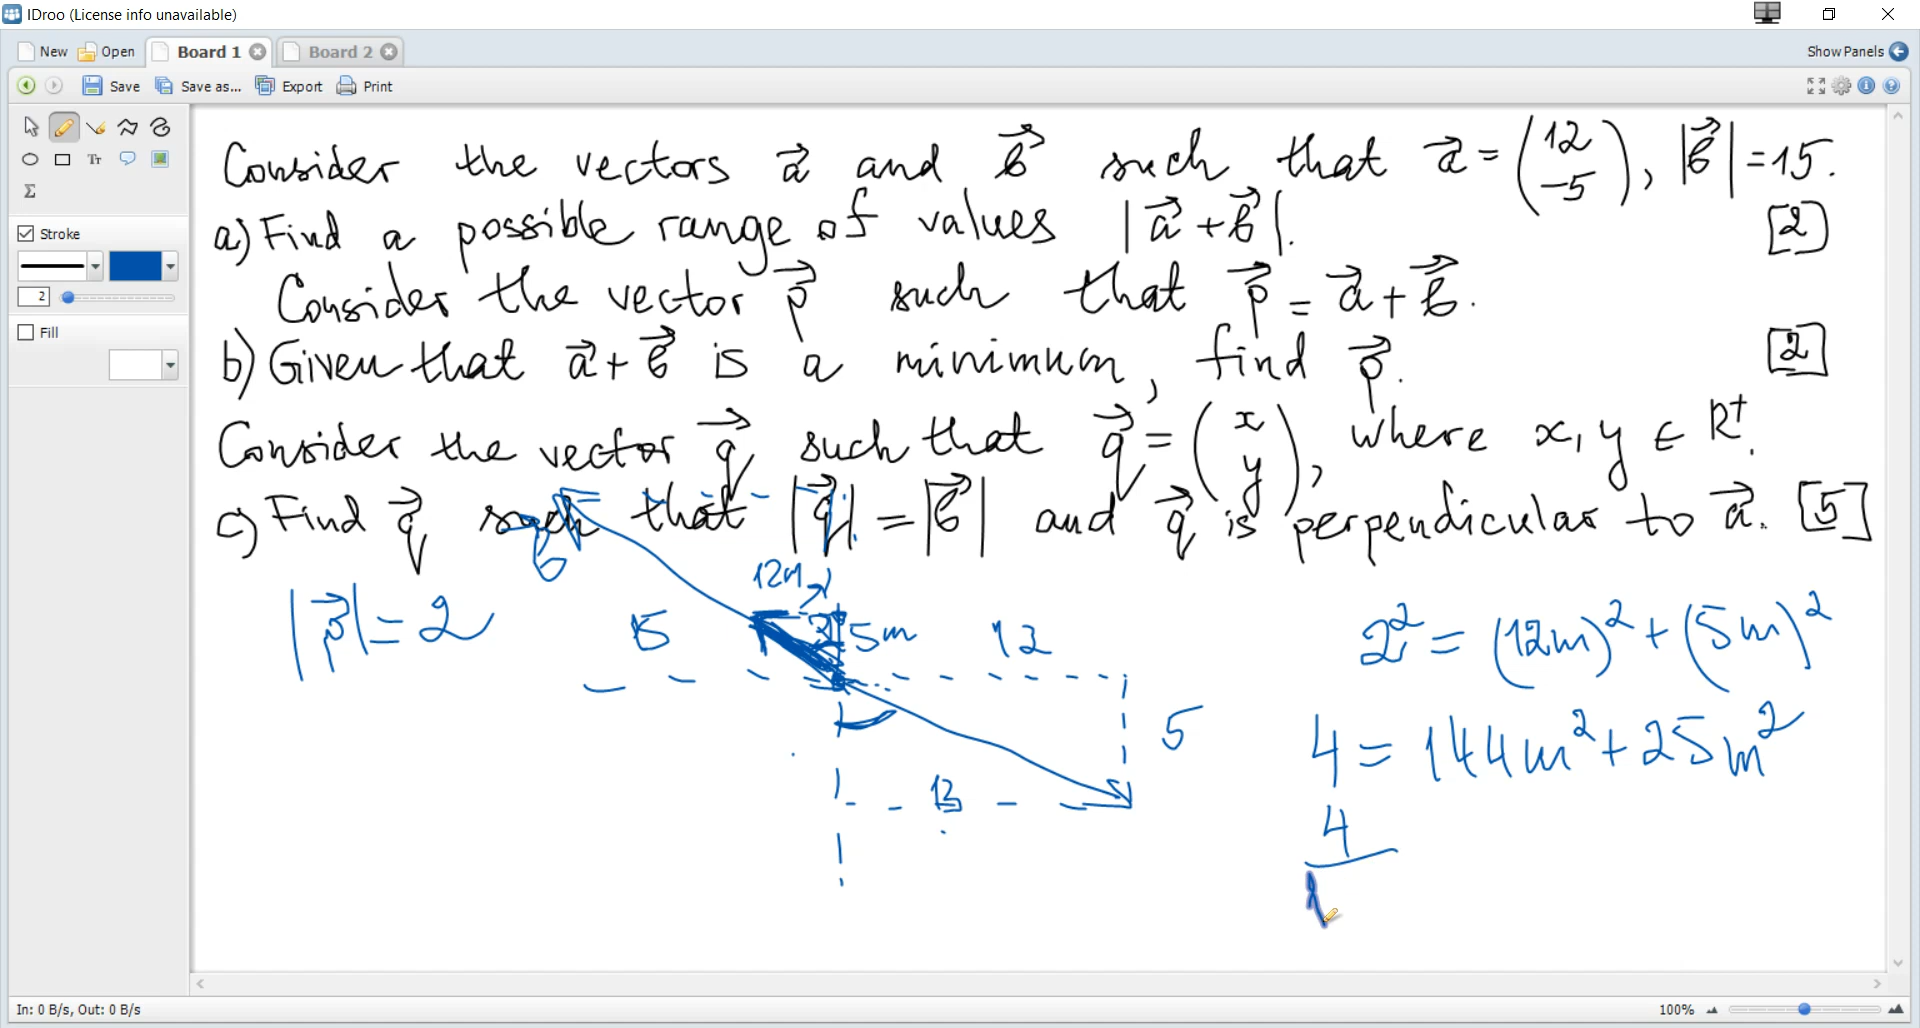 IDroo (License info unavailable)
New Open Board 1 Board 2 Show Panels
Save Save as... Export Print
Tt
Σ
Stroke
2
Fill
Consider the vectors a⃗ and b⃗ such that a⃗ = (12 -5), |b⃗| = 15.
a) Find a possible range of values |a⃗ + b⃗|. [2]
Consider the vector p⃗ such that p⃗ = a⃗ + b⃗.
b) Given that a⃗ + b⃗ is a minimum, find p⃗. [2]
Consider the vector q⃗ such that q⃗ = (x y), where x, y ∈ R⁺.
c) Find q⃗ such that |q⃗| = |b⃗| and q⃗ is perpendicular to a⃗. [5]
b⃗
|p⃗| = 2
15
12m
2
5m
12
5
13
2² = (12m)² + (5m)²
4 = 144m² + 25m²
4
In: 0 B/s, Out: 0 B/s 100%